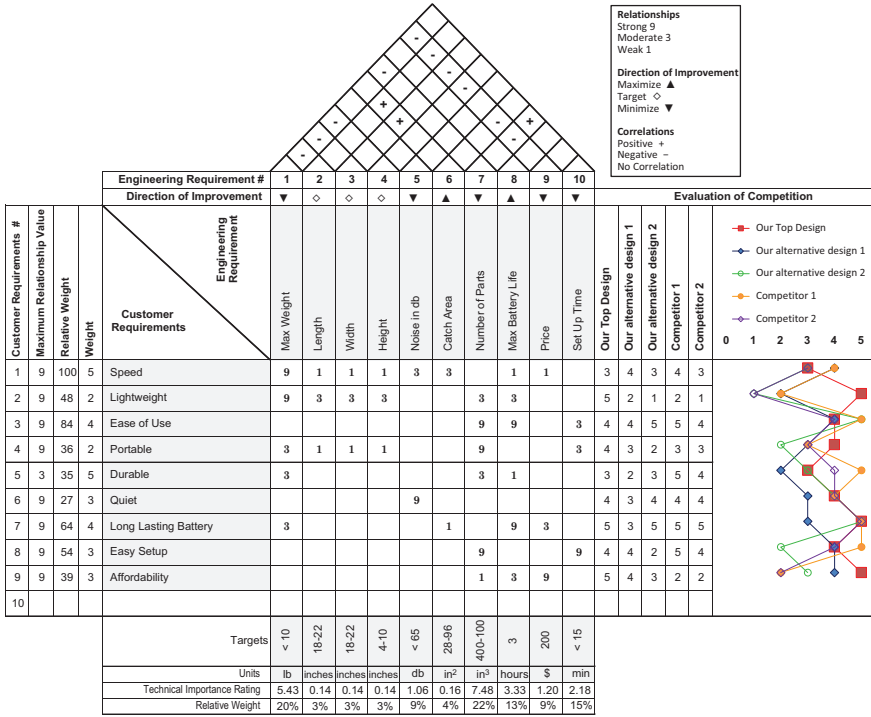 Relationships
Strong 9
Moderate 3
Weak 1
Direction of Improvement
Maximize ▲
Target ◇
Minimize ▼
Correlations
Positive +
Negative −
No Correlation
-
- -
- - -
+ +
- - +
- -
-
Engineering Requirement # 1 2 3 4 5 6 7 8 9 10
Direction of Improvement ▼ ◇ ◇ ◇ ▼ ▲ ▼ ▲ ▼ ▼ Evaluation of Competition
Customer Requirements #
Maximum Relationship Value
Relative Weight
Weight
Customer Requirements
Engineering Requirement
Max Weight
Length
Width
Height
Noise in db
Catch Area
Number of Parts
Max Battery Life
Price
Set Up Time
Our Top Design
Our alternative design 1
Our alternative design 2
Competitor 1
Competitor 2
Our Top Design
Our alternative design 1
Our alternative design 2
Competitor 1
Competitor 2
0 1 2 3 4 5
1 9 100 5 Speed 9 1 1 1 3 3 1 1 3 4 3 4 3
2 9 48 2 Lightweight 9 3 3 3 3 3 5 2 1 2 1
3 9 84 4 Ease of Use 9 9 3 4 4 5 5 4
4 9 36 2 Portable 3 1 1 1 9 3 4 3 2 3 3
5 3 35 5 Durable 3 3 1 3 2 3 5 4
6 9 27 3 Quiet 9 4 3 4 4 4
7 9 64 4 Long Lasting Battery 3 1 9 3 5 3 5 5 5
8 9 54 3 Easy Setup 9 9 4 4 2 5 4
9 9 39 3 Affordability 1 3 9 5 4 3 2 2
10
Targets < 10 18-22 18-22 4-10 < 65 28-96 400-100 3 200 < 15
Units lb inches inches inches db in² in³ hours $ min
Technical Importance Rating 5.43 0.14 0.14 0.14 1.06 0.16 7.48 3.33 1.20 2.18
Relative Weight 20% 3% 3% 3% 9% 4% 22% 13% 9% 15%